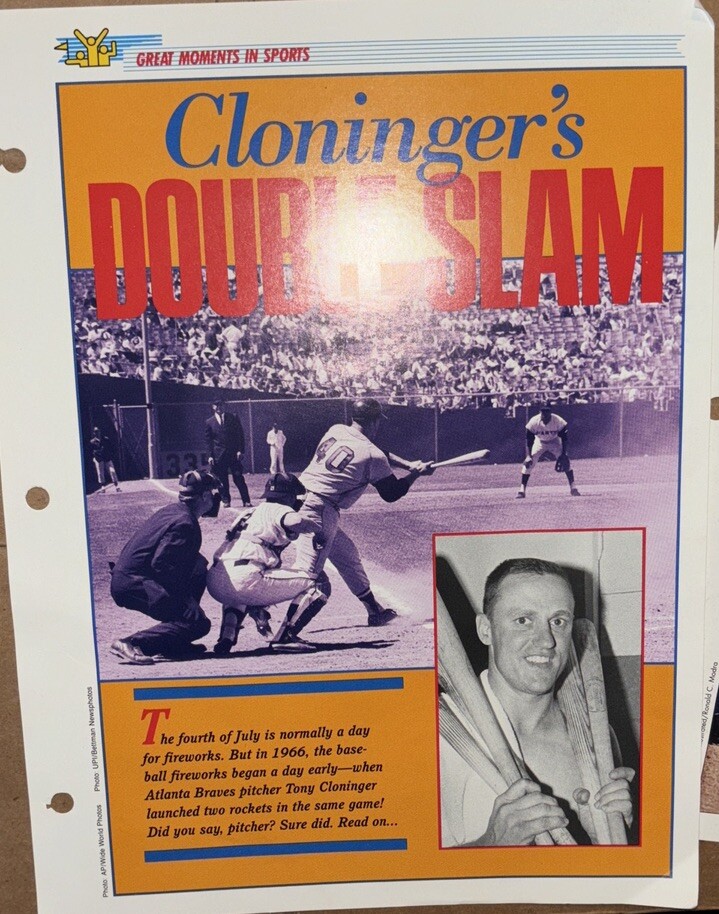 GREAT MOMENTS IN SPORTS
Cloninger's
DOUBLE SLAM
335
40
The fourth of July is normally a day
for fireworks. But in 1966, the base-
ball fireworks began a day early—when
Atlanta Braves pitcher Tony Cloninger
launched two rockets in the same game!
Did you say, pitcher? Sure did. Read on...
Photo: AP/Wide World Photos
Photo: UPI/Bettman Newsphotos
Ronald C. Modra